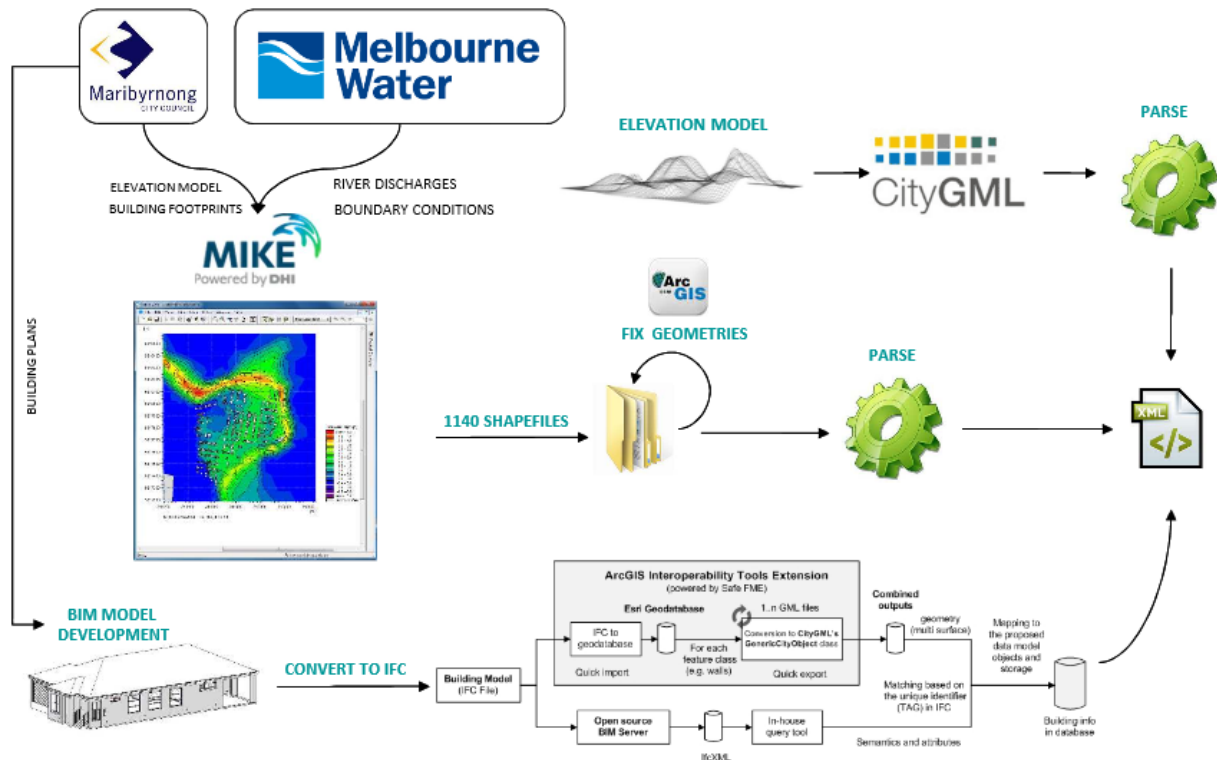 Maribyrnong
CITY COUNCIL
Melbourne
Water
ELEVATION MODEL
PARSE
CityGML
ELEVATION MODEL
BUILDING FOOTPRINTS
RIVER DISCHARGES
BOUNDARY CONDITIONS
MIKE
Powered by DHI
BUILDING PLANS
Arc
GIS
FIX GEOMETRIES
PARSE
1140 SHAPEFILES
XML
</>
BIM MODEL
DEVELOPMENT
CONVERT TO IFC
Building Model
(IFC File)
ArcGIS Interoperability Tools Extension
(powered by Safe FME)
Esri Geodatabase
1..n GML files
IFC to
geodatabase
Conversion to CityGML's
GenericCityObject class
For each
feature class
(e.g. walls)
Quick import
Quick export
Combined
outputs
geometry
(multi surface)
Mapping to
the proposed
data model
objects and
storage
Matching based on
the unique identifier
(TAG) in IFC
Building info
in database
Open source
BIM Server
ifcXML
In-house
query tool
Semantics and attributes